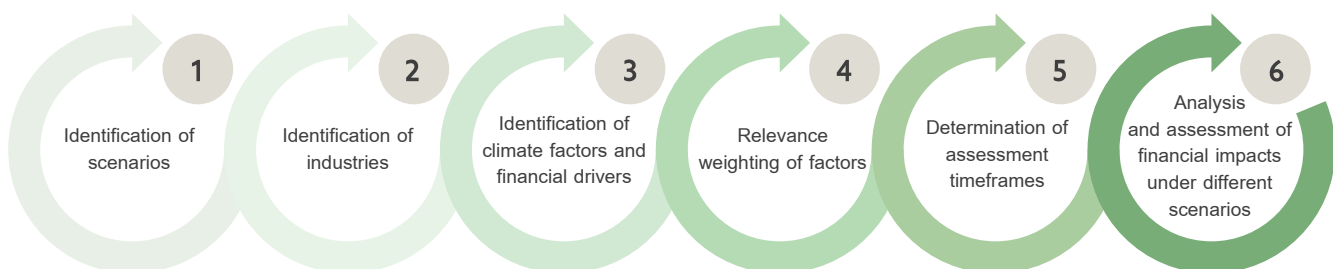 1
Identification of
scenarios
2
Identification of
industries
3
Identification of
climate factors and
financial drivers
4
Relevance
weighting of factors
5
Determination of
assessment
timeframes
6
Analysis
and assessment of
financial impacts
under different
scenarios